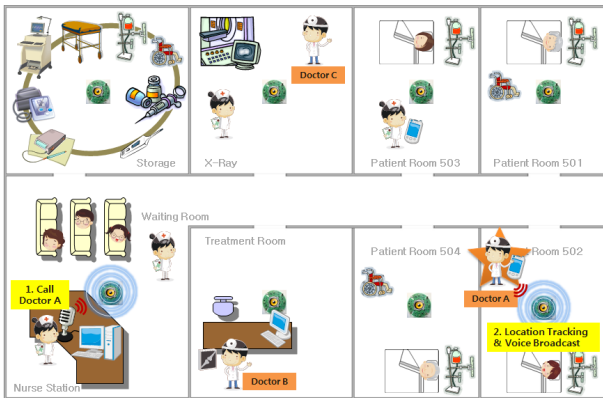 Doctor C
Storage
X-Ray
Patient Room 503
Patient Room 501
Waiting Room
Treatment Room
Patient Room 504
Room 502
1. Call
Doctor A
Doctor A
2. Location Tracking
& Voice Broadcast
Doctor B
Nurse Station